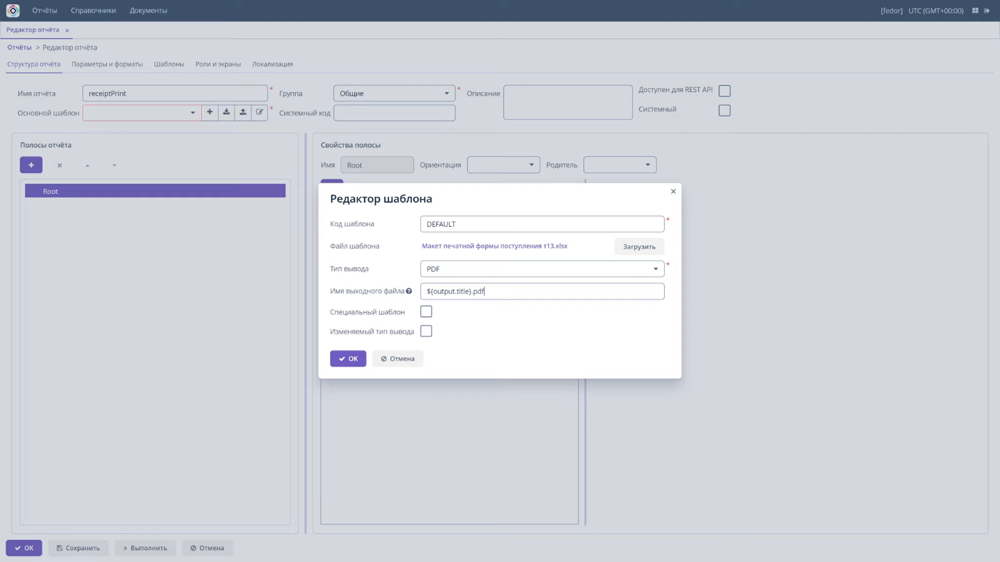 Отчёты Справочники Документы [fedor] UTC (GMT+00:00)
Редактор отчёта ×
Отчёты > Редактор отчёта
Структура отчёта Параметры и форматы Шаблоны Роли и экраны Локализация
Имя отчёта receiptPrint * Группа Общие * Описание Доступен для REST API
Основной шаблон * Системный код Системный
Полосы отчёта Свойства полосы
Имя Root Ориентация Родитель
Root
Редактор шаблона
Код шаблона DEFAULT *
Файл шаблона Макет печатной формы поступления т13.xlsx Загрузить
Тип вывода PDF *
Имя выходного файла ${output.title}.pdf
Специальный шаблон
Изменяемый тип вывода
OK Отмена
OK Сохранить Выполнить Отмена